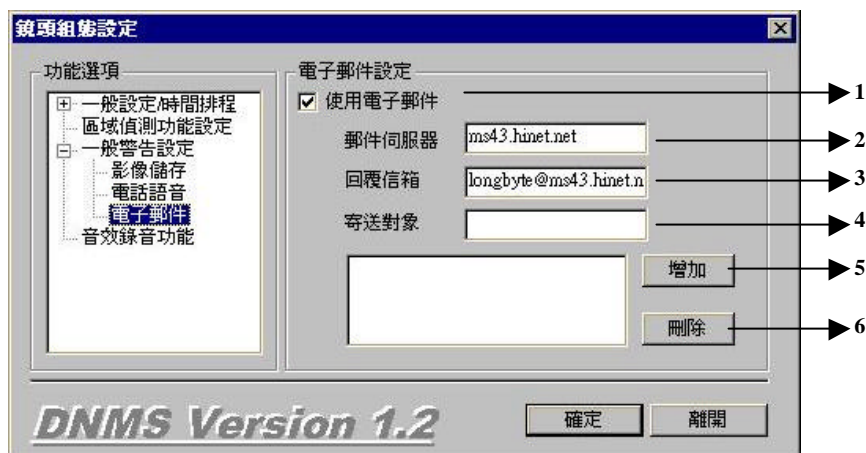 鏡頭組態設定
功能選項
一般設定/時間排程
區域偵測功能設定
一般警告設定
影像儲存
電話語音
電子郵件
音效錄音功能
電子郵件設定
使用電子郵件
郵件伺服器 ms43.hinet.net
回覆信箱 longbyte@ms43.hinet.n
寄送對象
增加
刪除
1
2
3
4
5
6
DNMS Version 1.2
確定
離開